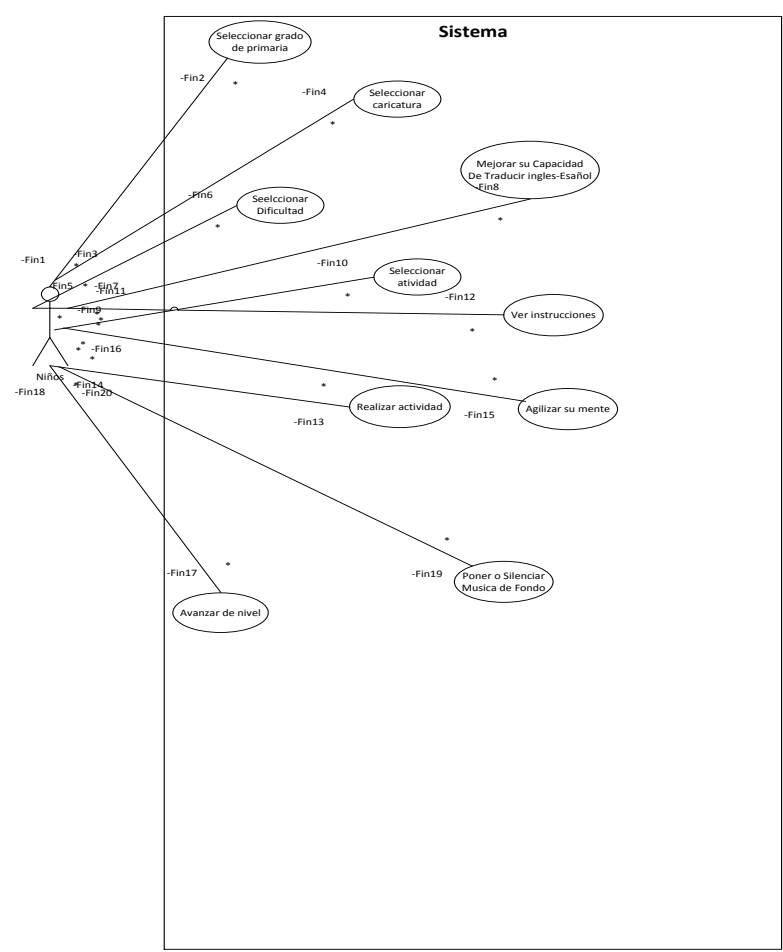 Sistema
Seleccionar grado
de primaria
-Fin2
*
-Fin4
Seleccionar
caricatura
*
Mejorar su Capacidad
De Traducir ingles-Esañol
-Fin8
-Fin6
Seelccionar
Dificultad
*
*
-Fin1
-Fin3
*
-Fin10
Seleccionar
atividad
-Fin5
*
-Fin7
-Fin11
*
-Fin12
-Fin9
*
*
*
*
Ver instrucciones
*
*
*
-Fin16
*
Niños
-Fin18
-Fin14
*
-Fin20
*
-Fin13
Realizar actividad
*
-Fin15
Agilizar su mente
*
-Fin17
*
-Fin19
Poner o Silenciar
Musica de Fondo
Avanzar de nivel